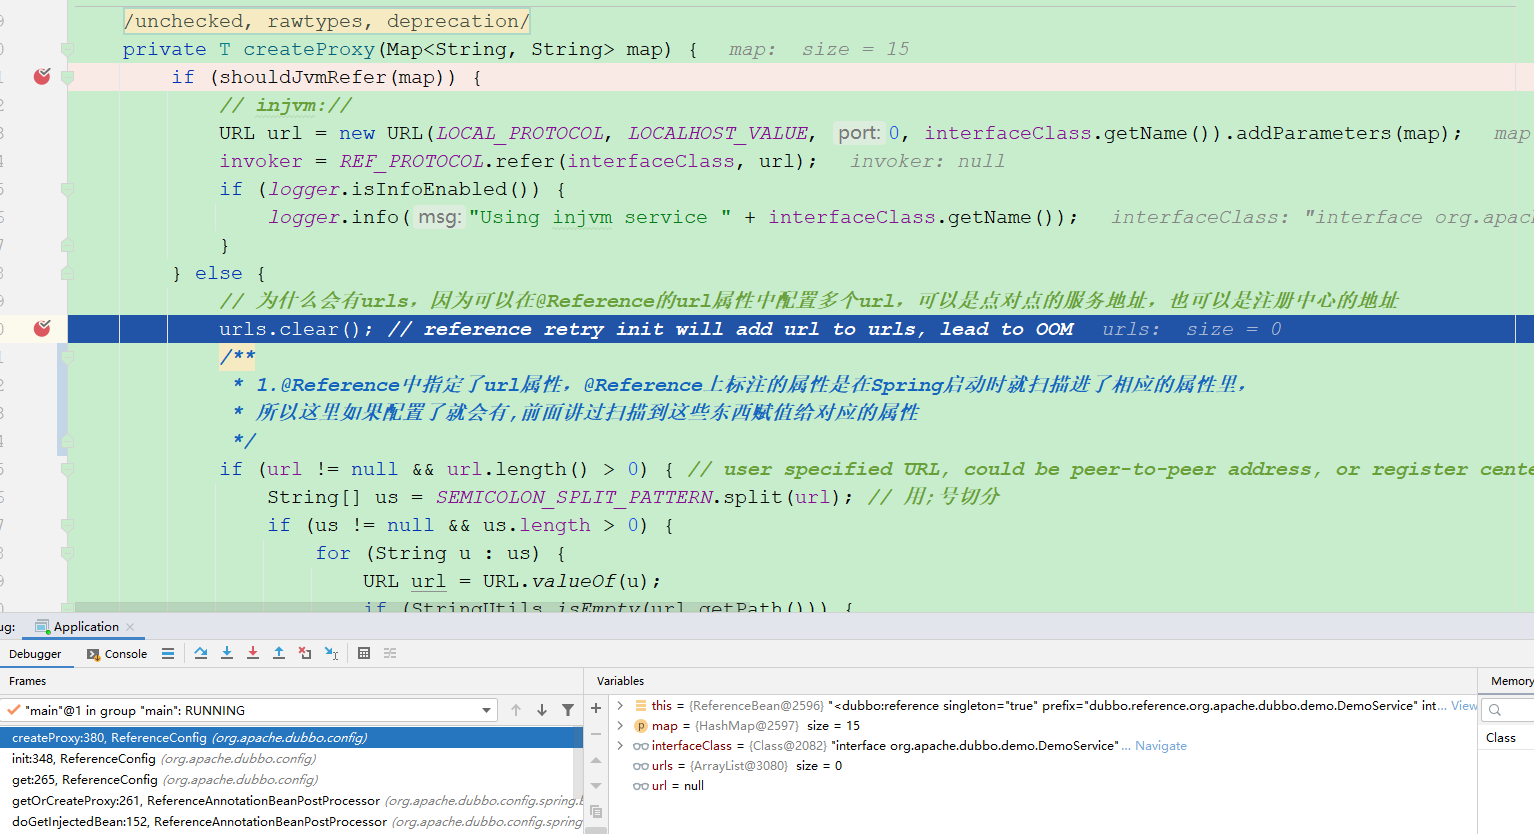 /unchecked, rawtypes, deprecation/
private T createProxy(Map<String, String> map) { map: size = 15
if (shouldJvmRefer(map)) {
// injvm://
URL url = new URL(LOCAL_PROTOCOL, LOCALHOST_VALUE, port: 0, interfaceClass.getName()).addParameters(map); map
invoker = REF_PROTOCOL.refer(interfaceClass, url); invoker: null
if (logger.isInfoEnabled()) {
logger.info( msg: "Using injvm service " + interfaceClass.getName()); interfaceClass: "interface org.apach
}
} else {
// 为什么会有urls，因为可以在@Reference的url属性中配置多个url，可以是点对点的服务地址，也可以是注册中心的地址
urls.clear(); // reference retry init will add url to urls, lead to OOM urls: size = 0
/**
* 1.@Reference中指定了url属性，@Reference上标注的属性是在Spring启动时就扫描进了相应的属性里，
* 所以这里如果配置了就会有,前面讲过扫描到这些东西赋值给对应的属性
*/
if (url != null && url.length() > 0) { // user specified URL, could be peer-to-peer address, or register cente
String[] us = SEMICOLON_SPLIT_PATTERN.split(url); // 用;号切分
if (us != null && us.length > 0) {
for (String u : us) {
URL url = URL.valueOf(u);
if (StringUtils.isEmpty(url.getPath())) {
ug: Application
Debugger Console
Frames Variables Memory
"main"@1 in group "main": RUNNING
createProxy:380, ReferenceConfig (org.apache.dubbo.config)
init:348, ReferenceConfig (org.apache.dubbo.config)
get:265, ReferenceConfig (org.apache.dubbo.config)
getOrCreateProxy:261, ReferenceAnnotationBeanPostProcessor (org.apache.dubbo.config.spring.b
doGetInjectedBean:152, ReferenceAnnotationBeanPostProcessor (org.apache.dubbo.config.spring
this = {ReferenceBean@2596} "<dubbo:reference singleton="true" prefix="dubbo.reference.org.apache.dubbo.demo.DemoService" int... View
map = {HashMap@2597} size = 15
interfaceClass = {Class@2082} "interface org.apache.dubbo.demo.DemoService"... Navigate
urls = {ArrayList@3080} size = 0
url = null
Class